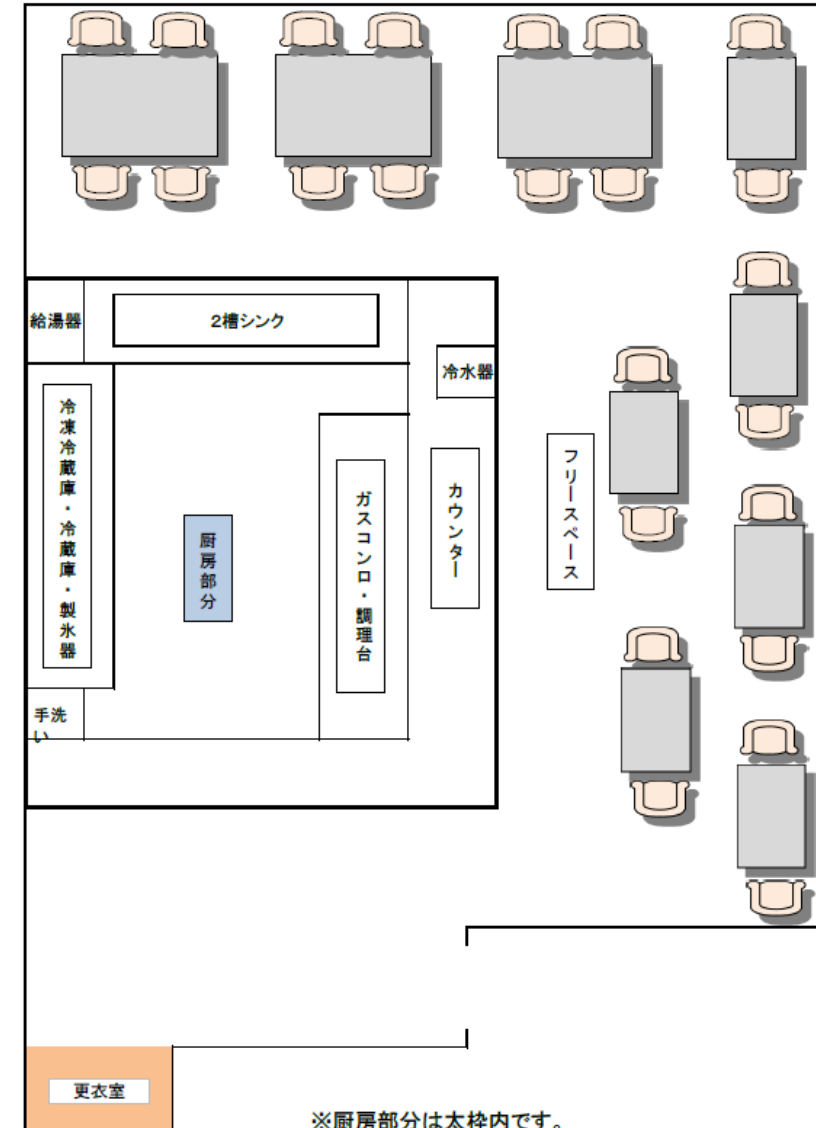 給湯器
2槽シンク
冷水器
冷凍冷蔵庫・冷蔵庫・製氷器
厨房部分
ガスコンロ・調理台
カウンター
フリースペース
手洗
い
更衣室
※厨房部分は太枠内です。